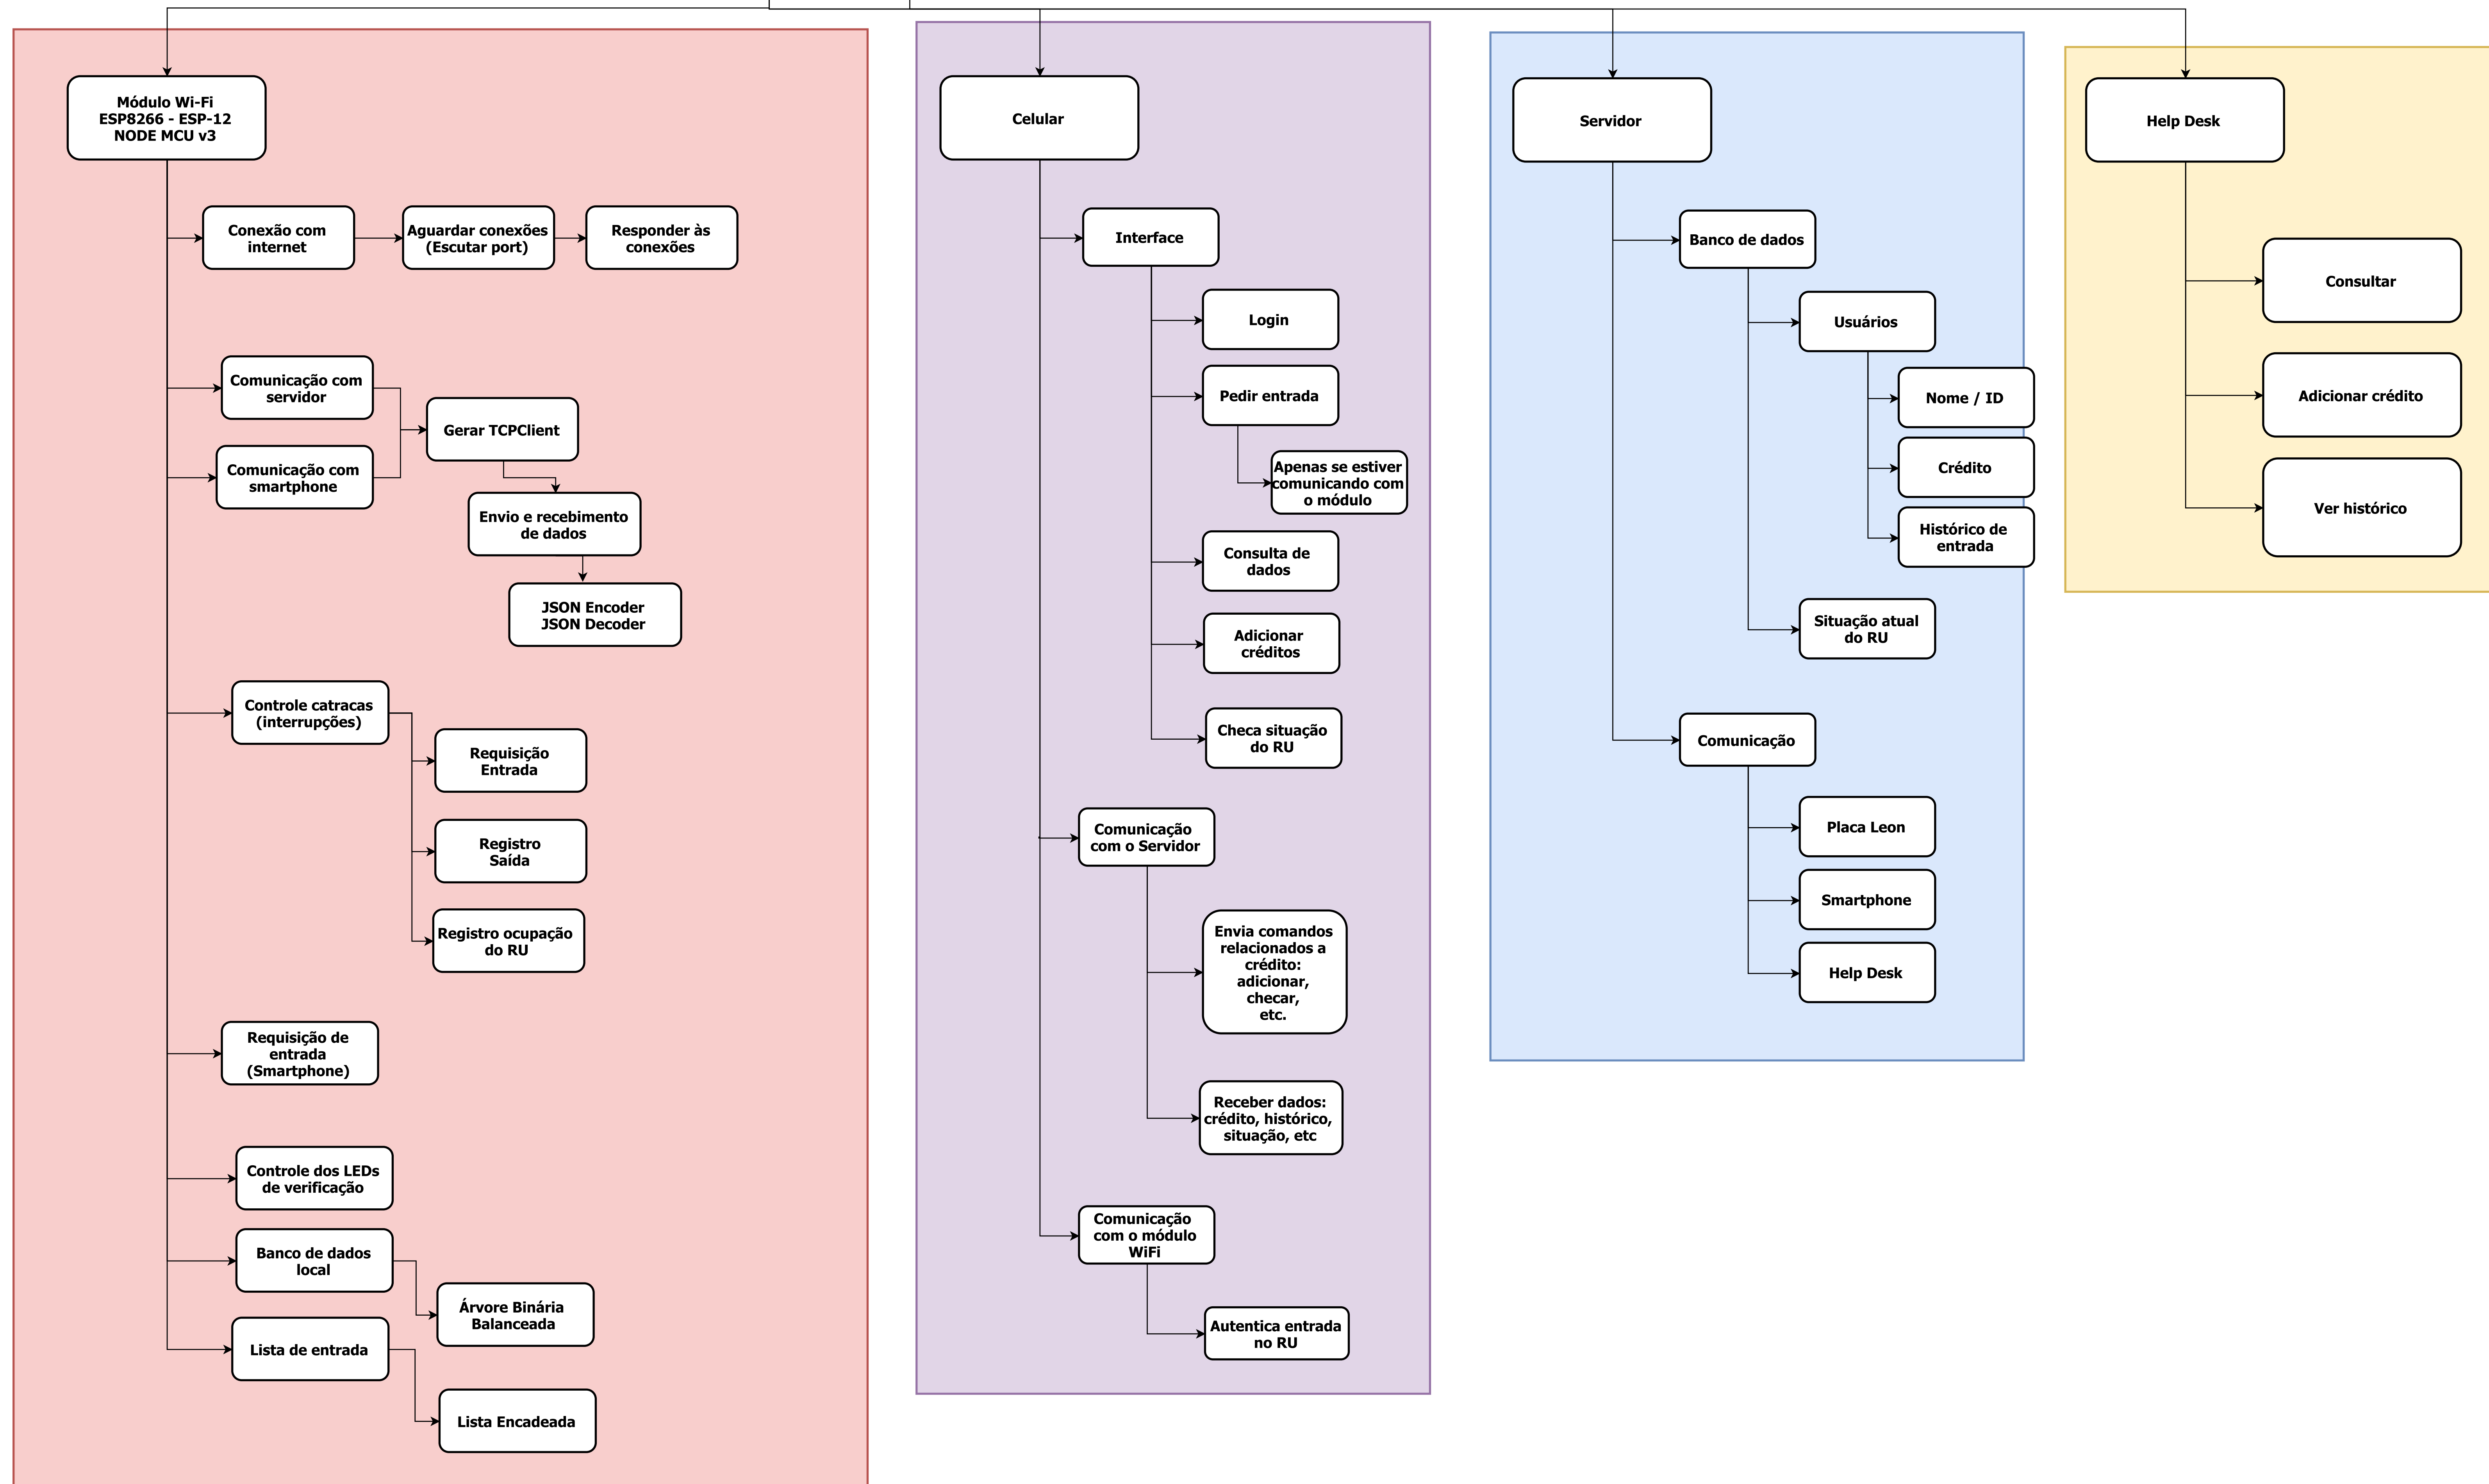 Módulo Wi-Fi
ESP8266 - ESP-12
NODE MCU v3
Conexão com
internet
Aguardar conexões
(Escutar port)
Responder às
conexões
Comunicação com
servidor
Comunicação com
smartphone
Gerar TCPClient
Envio e recebimento
de dados
JSON Encoder
JSON Decoder
Controle catracas
(interrupções)
Requisição
Entrada
Registro
Saída
Registro ocupação
do RU
Requisição de
entrada
(Smartphone)
Controle dos LEDs
de verificação
Banco de dados
local
Árvore Binária
Balanceada
Lista de entrada
Lista Encadeada
Celular
Interface
Login
Pedir entrada
Apenas se estiver
comunicando com
o módulo
Consulta de
dados
Adicionar
créditos
Checa situação
do RU
Comunicação
com o Servidor
Envia comandos
relacionados a
crédito:
adicionar,
checar,
etc.
Receber dados:
crédito, histórico,
situação, etc
Comunicação
com o módulo
WiFi
Autentica entrada
no RU
Servidor
Banco de dados
Usuários
Nome / ID
Crédito
Histórico de
entrada
Situação atual
do RU
Comunicação
Placa Leon
Smartphone
Help Desk
Help Desk
Consultar
Adicionar crédito
Ver histórico